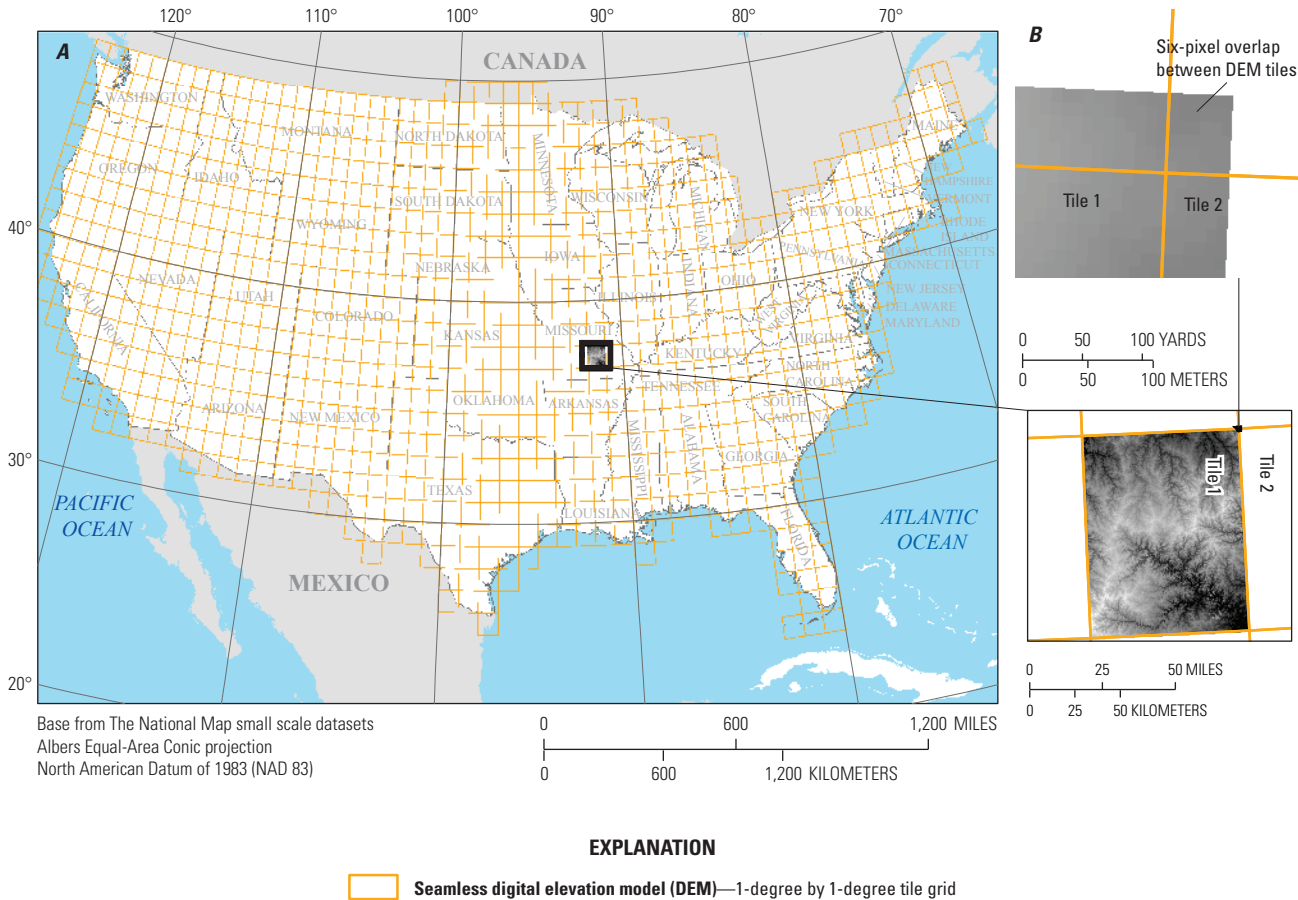 120° 110° 100° 90° 80° 70°
A
CANADA
WASHINGTON
MONTANA
NORTH DAKOTA
MINNESOTA
MAINE
OREGON
IDAHO
SOUTH DAKOTA
WISCONSIN
MICHIGAN
NEW
HAMPSHIRE
VERMONT
WYOMING
NEW YORK
RHODE
ISLAND
40°
IOWA
PENNSYLVANIA
MASSACHUSETTS
CONNECTICUT
NEVADA
NEBRASKA
OHIO
INDIANA
UTAH
ILLINOIS
NEW JERSEY
CALIFORNIA
COLORADO
WEST
VIRGINIA
DELAWARE
MARYLAND
KANSAS
MISSOURI
VIRGINIA
KENTUCKY
NORTH
CAROLINA
TENNESSEE
ARIZONA
NEW MEXICO
OKLAHOMA
ARKANSAS
SOUTH
CAROLINA
MISSISSIPPI
ALABAMA
GEORGIA
30°
TEXAS
LOUISIANA
FLORIDA
PACIFIC
OCEAN
ATLANTIC
OCEAN
MEXICO
20°
B
Six-pixel overlap
between DEM tiles
Tile 1
Tile 2
0 50 100 YARDS
0 50 100 METERS
Tile 1
Tile 2
0 25 50 MILES
0 25 50 KILOMETERS
Base from The National Map small scale datasets
Albers Equal-Area Conic projection
North American Datum of 1983 (NAD 83)
0 600 1,200 MILES
0 600 1,200 KILOMETERS
EXPLANATION
Seamless digital elevation model (DEM)—1-degree by 1-degree tile grid